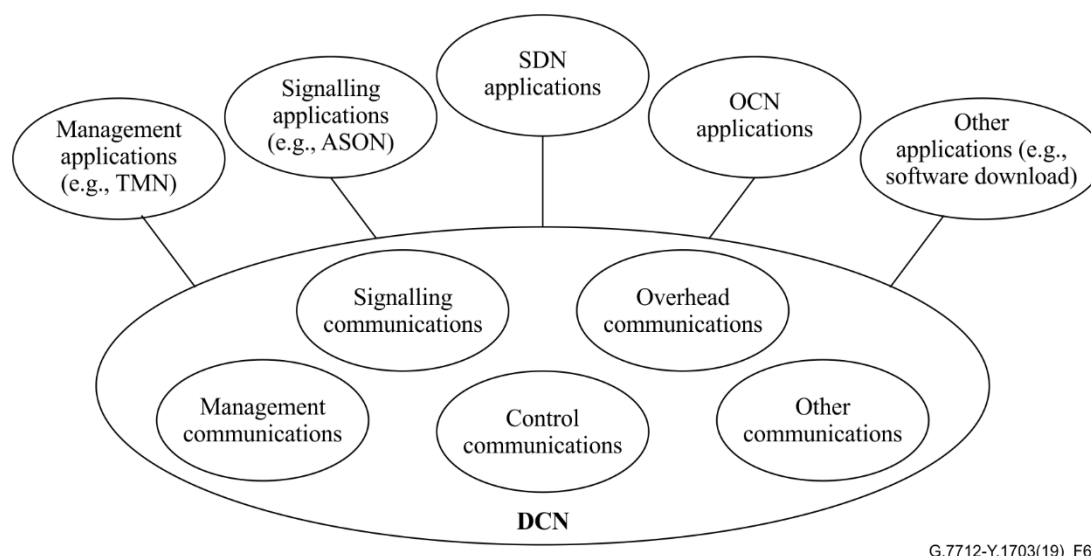 SDN
applications
Signalling
applications
(e.g., ASON)
OCN
applications
Management
applications
(e.g., TMN)
Other
applications (e.g.,
software download)
Signalling
communications
Overhead
communications
Management
communications
Control
communications
Other
communications
DCN
G.7712-Y.1703(19)_F6